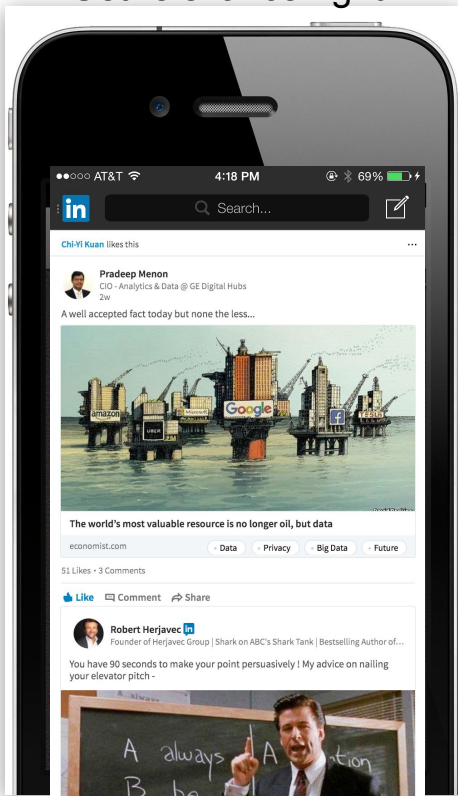 AT&T
4:18 PM
69%
in
Search...
Chi-Yi Kuan likes this
...
Pradeep Menon
CIO - Analytics & Data @ GE Digital Hubs
2w
A well accepted fact today but none the less...
amazon
UBER
Microsoft
Google
TESLA
The world's most valuable resource is no longer oil, but data
economist.com
Data
Privacy
Big Data
Future
51 Likes • 3 Comments
Like
Comment
Share
Robert Herjavec in
Founder of Herjavec Group | Shark on ABC's Shark Tank | Bestselling Author of...
You have 90 seconds to make your point persuasively ! My advice on nailing
your elevator pitch -
A always
A always
B be